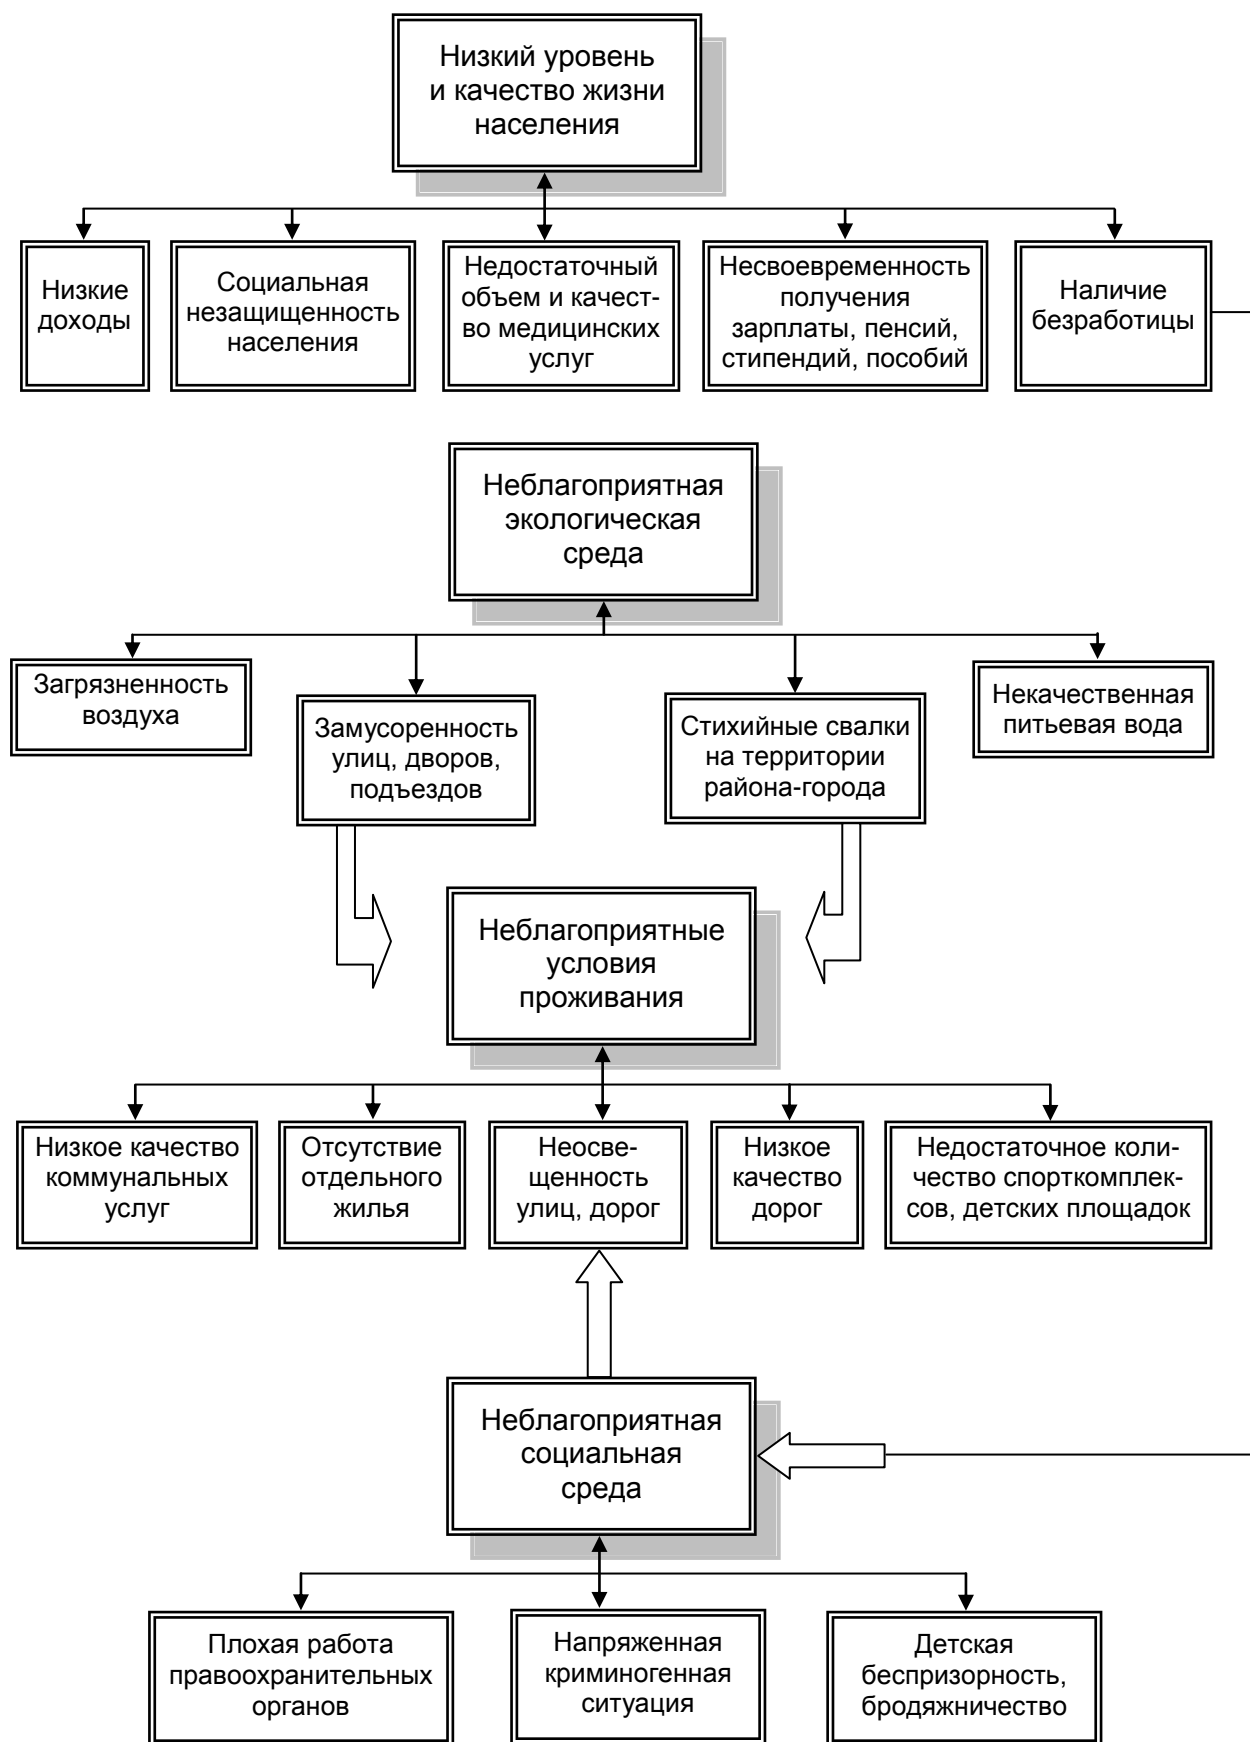 Низкий уровень
и качество жизни
населения
Низкие
доходы
Социальная
незащищенность
населения
Недостаточный
объем и качест-
во медицинских
услуг
Несвоевременность
получения
зарплаты, пенсий,
стипендий, пособий
Наличие
безработицы
Неблагоприятная
экологическая
среда
Загрязненность
воздуха
Замусоренность
улиц, дворов,
подъездов
Стихийные свалки
на территории
района-города
Некачественная
питьевая вода
Неблагоприятные
условия
проживания
Низкое качество
коммунальных
услуг
Отсутствие
отдельного
жилья
Неосве-
щенность
улиц, дорог
Низкое
качество
дорог
Недостаточное коли-
чество спорткомплек-
сов, детских площадок
Неблагоприятная
социальная
среда
Плохая работа
правоохранительных
органов
Напряженная
криминогенная
ситуация
Детская
беспризорность,
бродяжничество